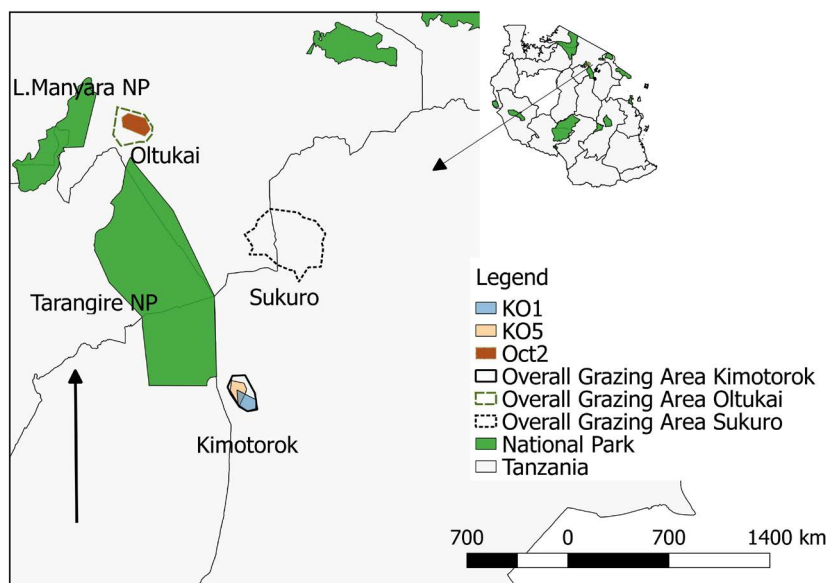 L.Manyara NP
Oltukai
Tarangire NP
Sukuro
Kimotorok
Legend
KO1
KO5
Oct2
Overall Grazing Area Kimotorok
Overall Grazing Area Oltukai
Overall Grazing Area Sukuro
National Park
Tanzania
700 0 700 1400 km